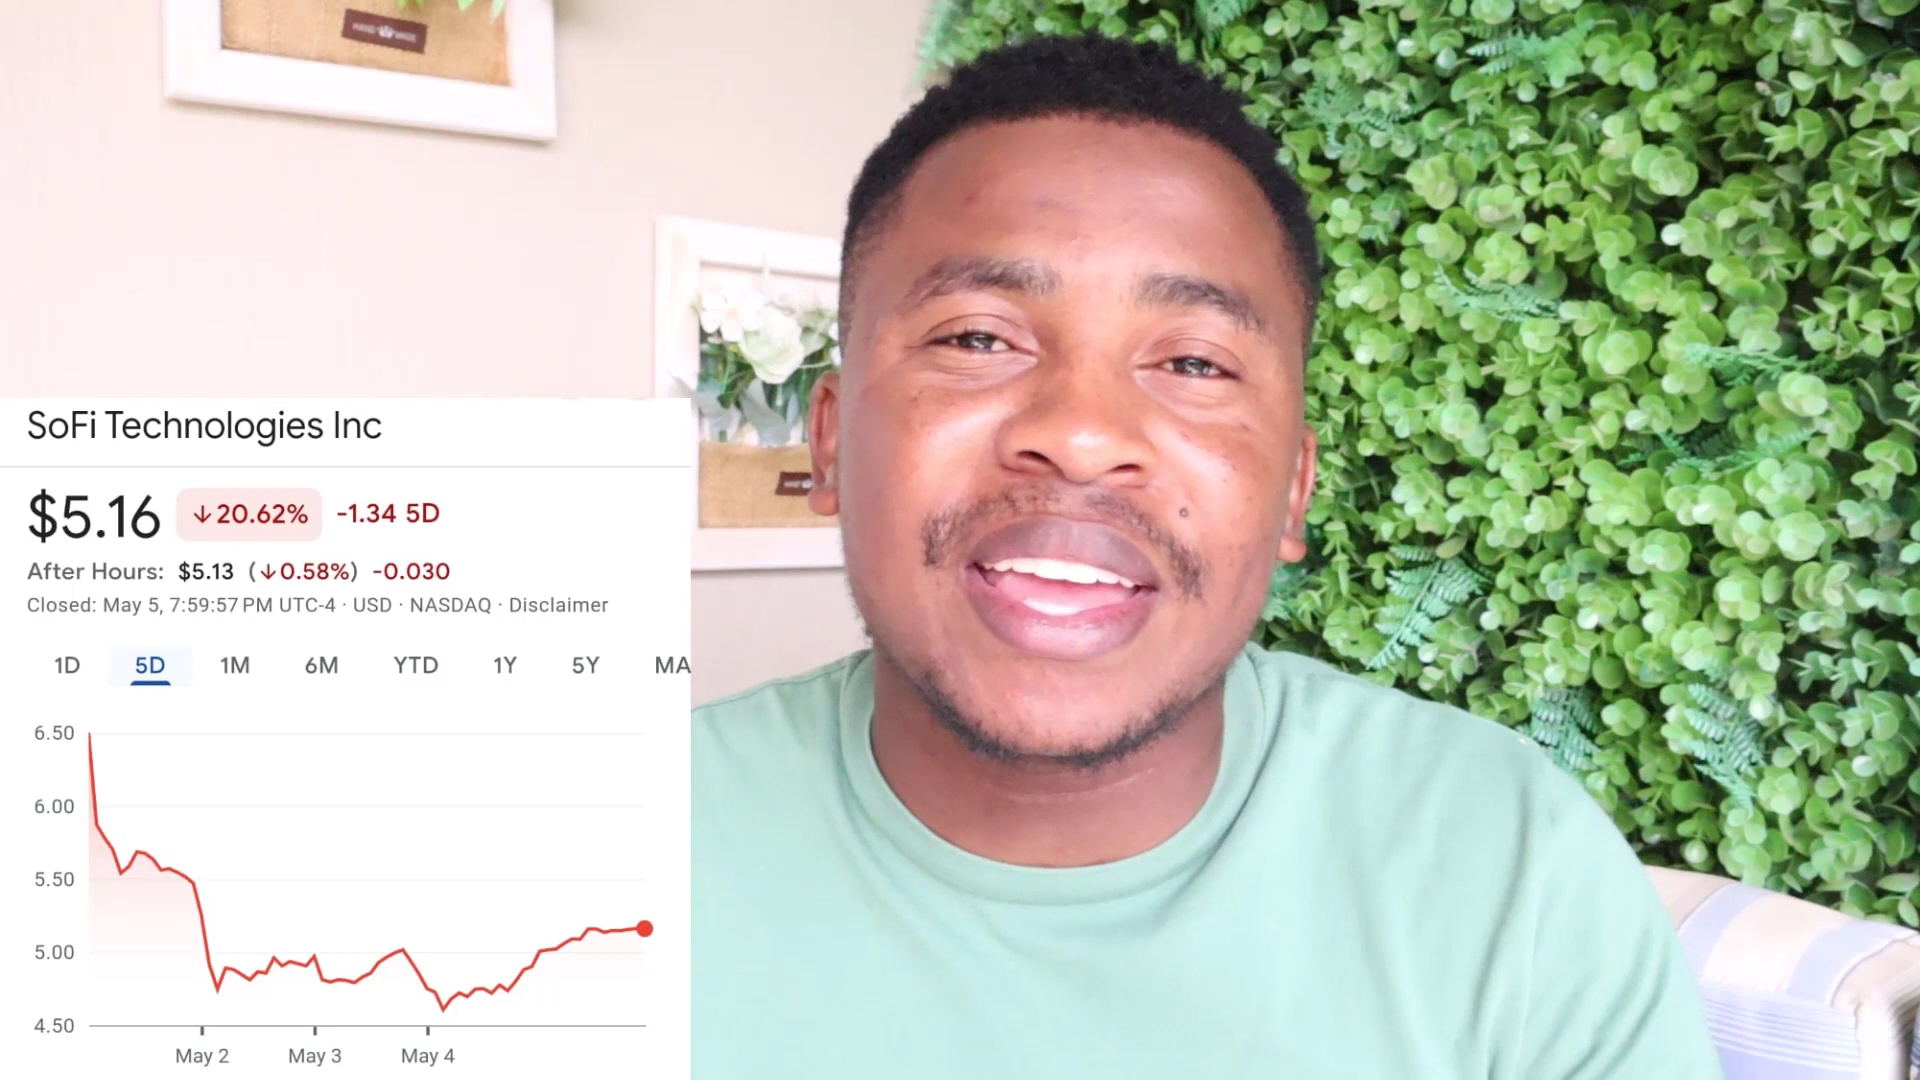 HAND MADE
SoFi Technologies Inc
$5.16 ↓20.62% -1.34 5D
After Hours: $5.13 (↓0.58%) -0.030
Closed: May 5, 7:59:57 PM UTC-4 · USD · NASDAQ · Disclaimer
1D 5D 1M 6M YTD 1Y 5Y MA
6.50
6.00
5.50
5.00
4.50
May 2 May 3 May 4